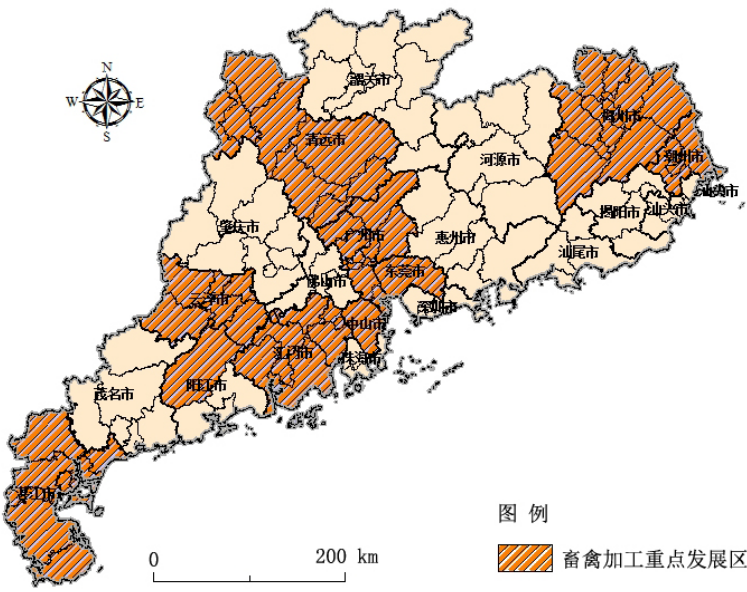 N
W
E
S
韶关市
清远市
梅州市
河源市
潮州市
汕头市
肇庆市
广州市
惠州市
揭阳市
汕头市
汕尾市
佛山市
东莞市
云浮市
深圳市
中山市
江门市
珠海市
阳江市
茂名市
湛江市
图 例
畜禽加工重点发展区
0
200 km